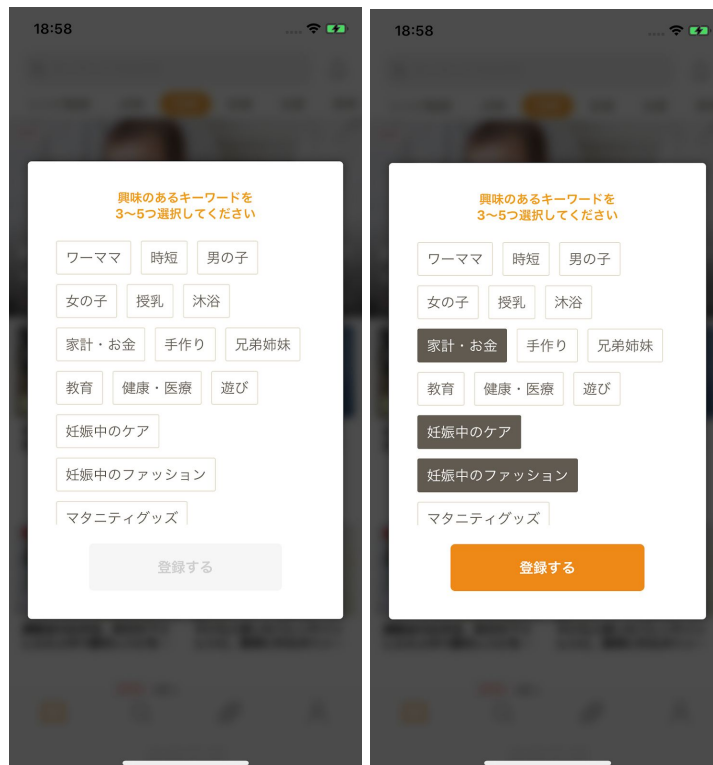 18:58
興味のあるキーワードを
3〜5つ選択してください
ワーママ 時短 男の子
女の子 授乳 沐浴
家計・お金 手作り 兄弟姉妹
教育 健康・医療 遊び
妊娠中のケア
妊娠中のファッション
マタニティグッズ
登録する
18:58
興味のあるキーワードを
3〜5つ選択してください
ワーママ 時短 男の子
女の子 授乳 沐浴
家計・お金 手作り 兄弟姉妹
教育 健康・医療 遊び
妊娠中のケア
妊娠中のファッション
マタニティグッズ
登録する